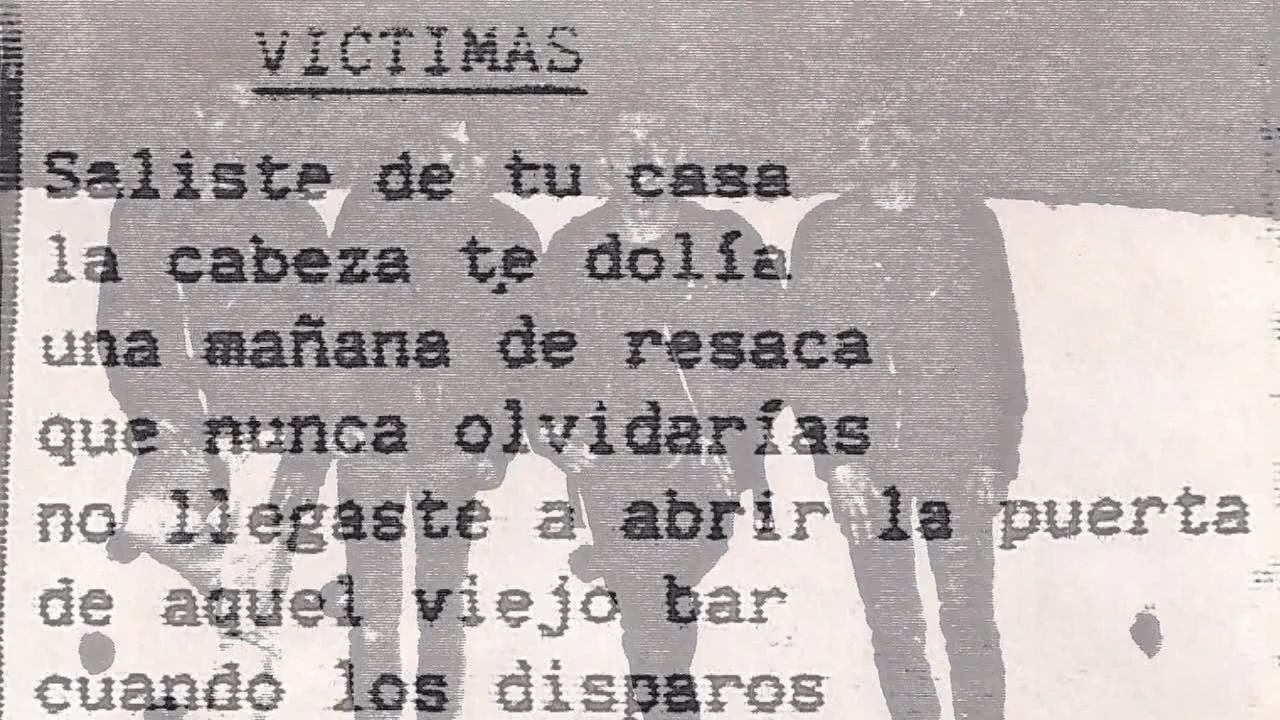 VICTIMAS
Saliste de tu casa
la cabeza te dolía
una mañana de resaca
que nunca olvidarías
no llegaste a abrir la puerta
de aquel viejo bar
cuando los disparos